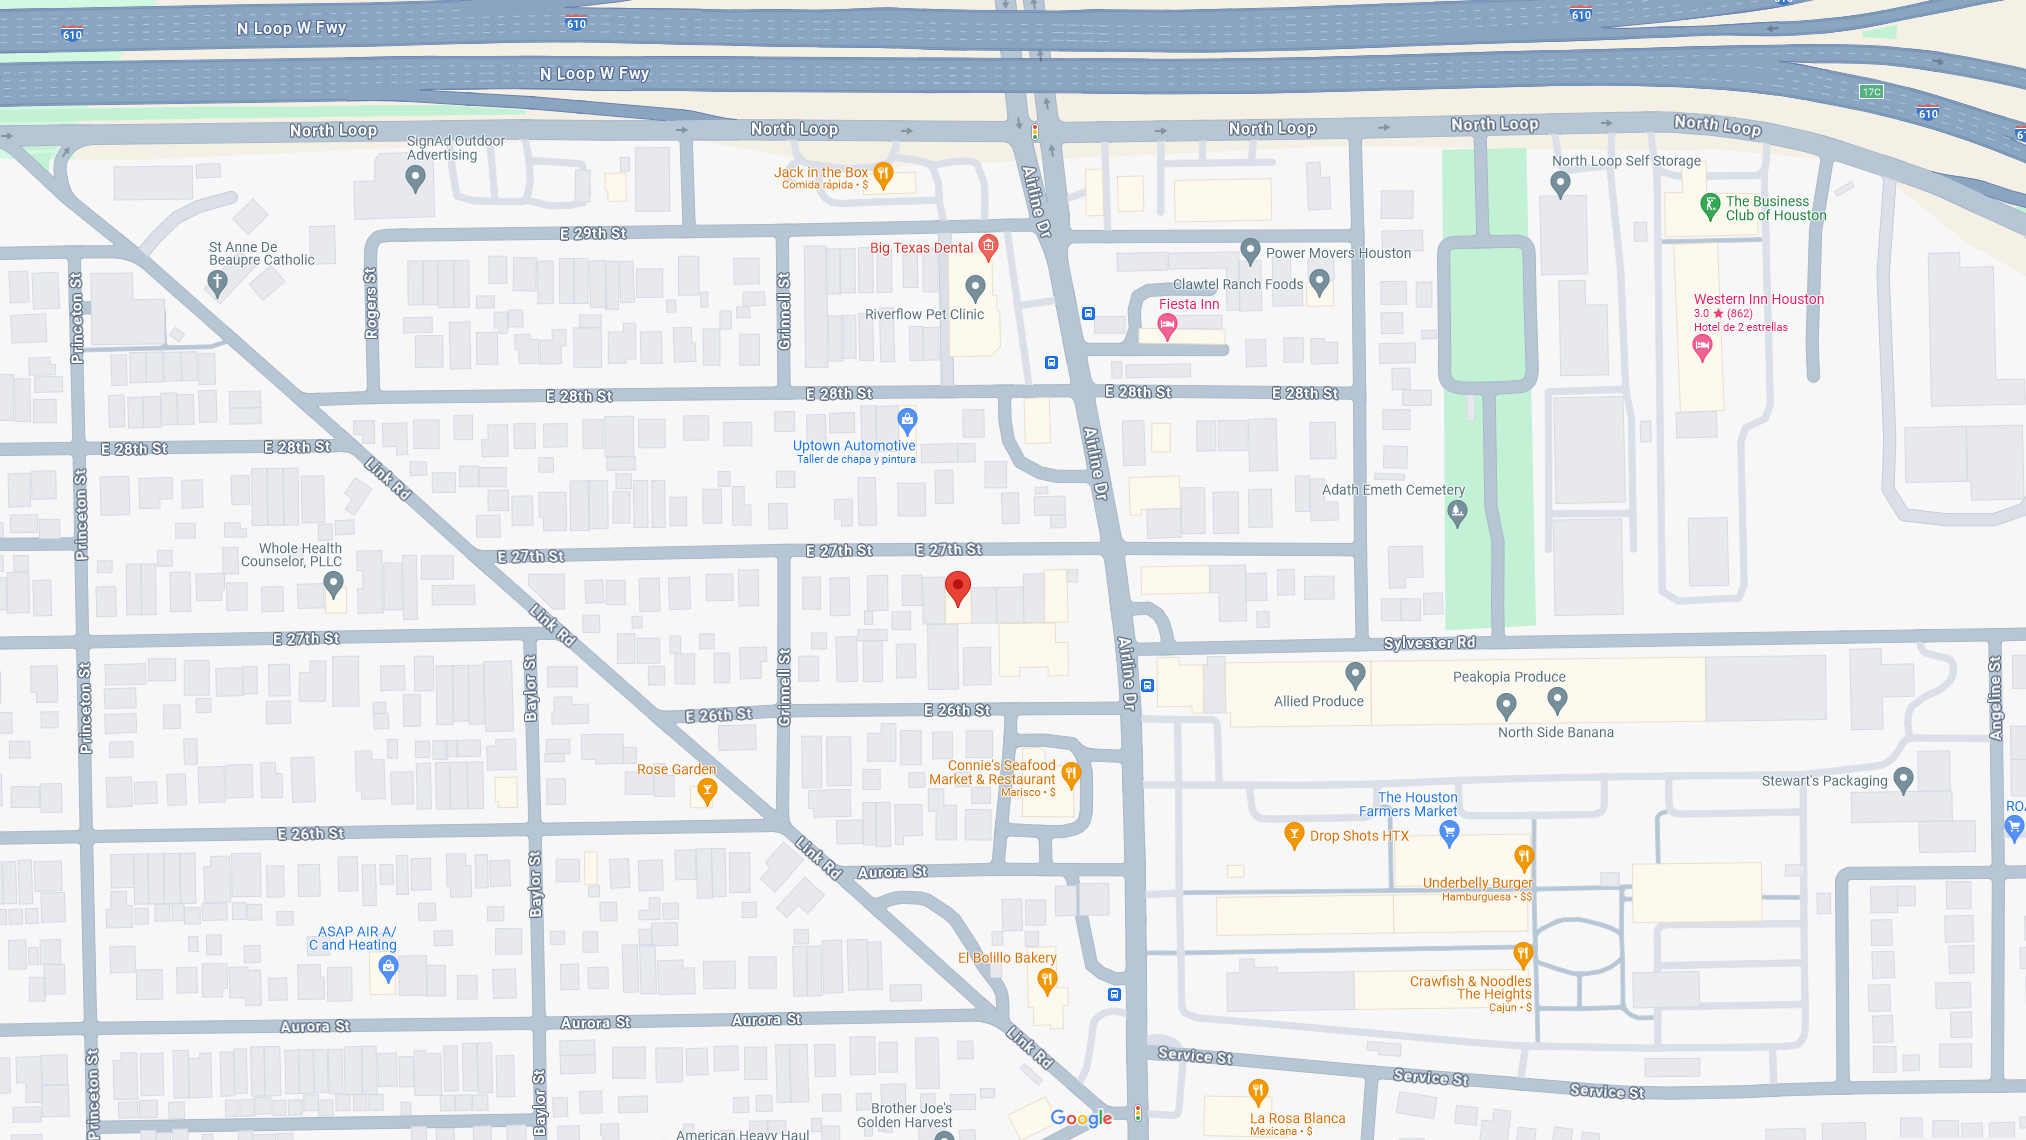 610
N Loop W Fwy
610
610
N Loop W Fwy
17C
610
North Loop
North Loop
North Loop
North Loop
North Loop
SignAd Outdoor
Advertising
Jack in the Box
Comida rápida • $
Airline Dr
North Loop Self Storage
The Business
Club of Houston
St Anne De
Beaupre Catholic
E 29th St
Big Texas Dental
Power Movers Houston
Clawtel Ranch Foods
Fiesta Inn
Riverflow Pet Clinic
Western Inn Houston
3.0 ★ (862)
Hotel de 2 estrellas
Princeton St
Rogers St
Grinnell St
E 28th St
E 28th St
E 28th St
E 28th St
Uptown Automotive
Taller de chapa y pintura
E 28th St
E 28th St
Link Rd
Airline Dr
Princeton St
Adath Emeth Cemetery
Whole Health
Counselor, PLLC
E 27th St
E 27th St
E 27th St
Link Rd
E 27th St
Sylvester Rd
Princeton St
Baylor St
Grinnell St
Airline Dr
Angeline St
Allied Produce
Peakopia Produce
North Side Banana
E 26th St
E 26th St
Rose Garden
Connie's Seafood
Market & Restaurant
Marisco • $
Stewart's Packaging
The Houston
Farmers Market
Drop Shots HTX
E 26th St
Link Rd
Aurora St
Underbelly Burger
Hamburguesa • $$
Baylor St
ASAP AIR A/
C and Heating
El Bolillo Bakery
Crawfish & Noodles
The Heights
Cajún • $
Aurora St
Aurora St
Aurora St
Link Rd
Service St
Service St
Service St
Princeton St
Baylor St
Brother Joe's
Golden Harvest
American Heavy Haul
Google
La Rosa Blanca
Mexicana • $